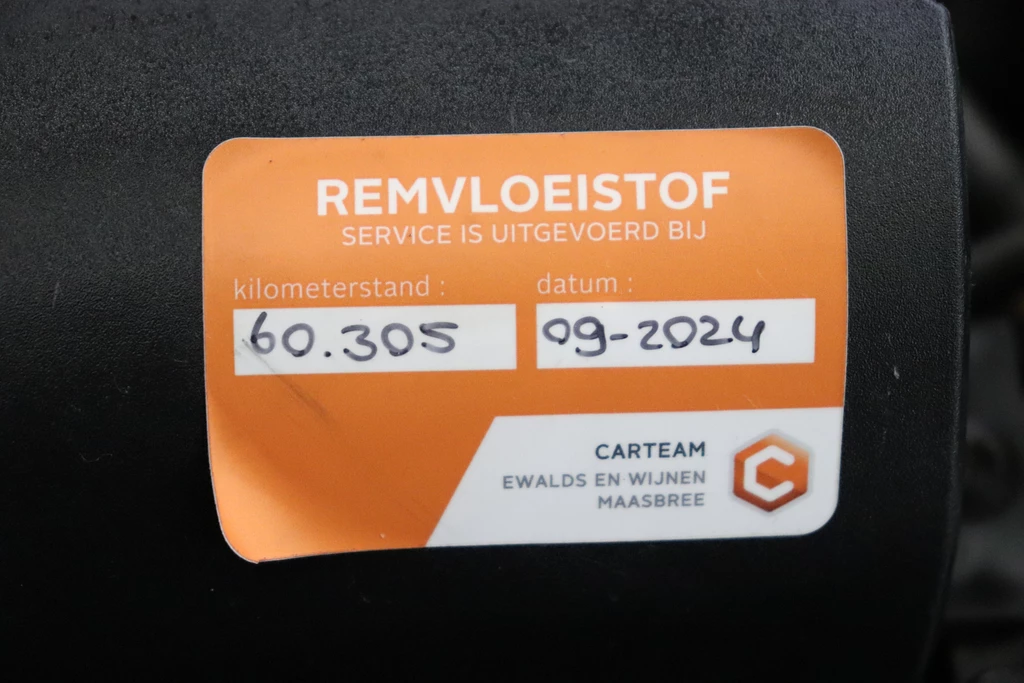 REMVLOEISTOF
SERVICE IS UITGEVOERD BIJ
kilometerstand : datum :
60.305 09-2024
CARTEAM
EWALDS EN WIJNEN
MAASBREE